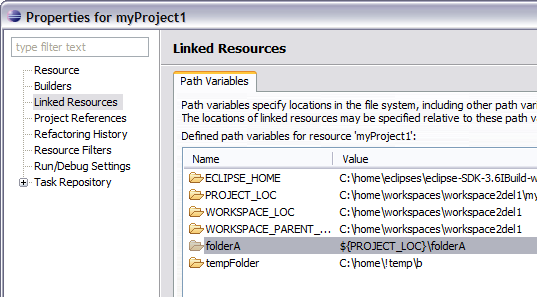 Properties for myProject1
type filter text
Resource
Builders
Linked Resources
Project References
Refactoring History
Resource Filters
Run/Debug Settings
Task Repository
Linked Resources
Path Variables
Path variables specify locations in the file system, including other path var
The locations of linked resources may be specified relative to these path v
Defined path variables for resource 'myProject1':
Name Value
ECLIPSE_HOME C:\home\eclipses\eclipse-SDK-3.6IBuild-w
PROJECT_LOC C:\home\workspaces\workspace2del1\my
WORKSPACE_LOC C:\home\workspaces\workspace2del1
WORKSPACE_PARENT_... C:\home\workspaces\workspace2del1
folderA ${PROJECT_LOC}\folderA
tempFolder C:\home\!temp\b